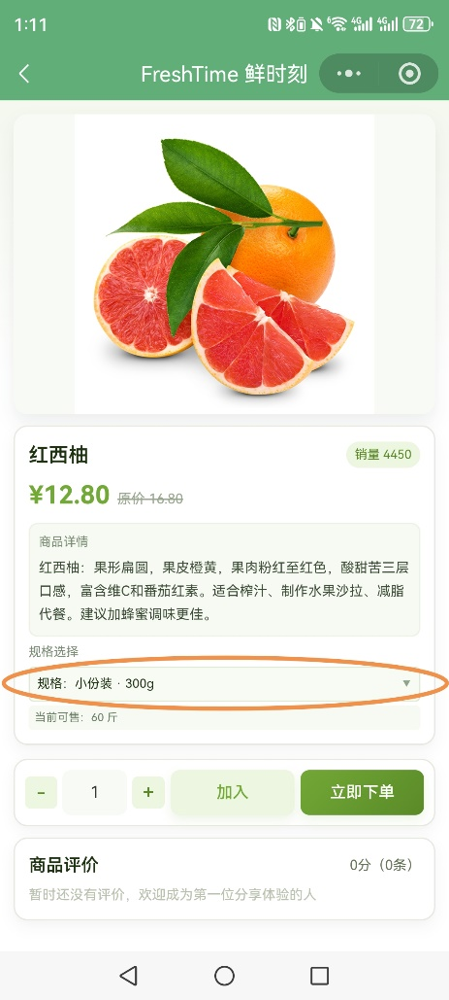 1:11
6 4G 4G 72
FreshTime 鲜时刻
红西柚
销量 4450
¥12.80 原价 16.80
商品详情
红西柚：果形扁圆，果皮橙黄，果肉粉红至红色，酸甜苦三层
口感，富含维C和番茄红素。适合榨汁、制作水果沙拉、减脂
代餐。建议加蜂蜜调味更佳。
规格选择
规格：小份装 · 300g
当前可售：60 斤
- 1 + 加入 立即下单
商品评价 0分（0条）
暂时还没有评价，欢迎成为第一位分享体验的人